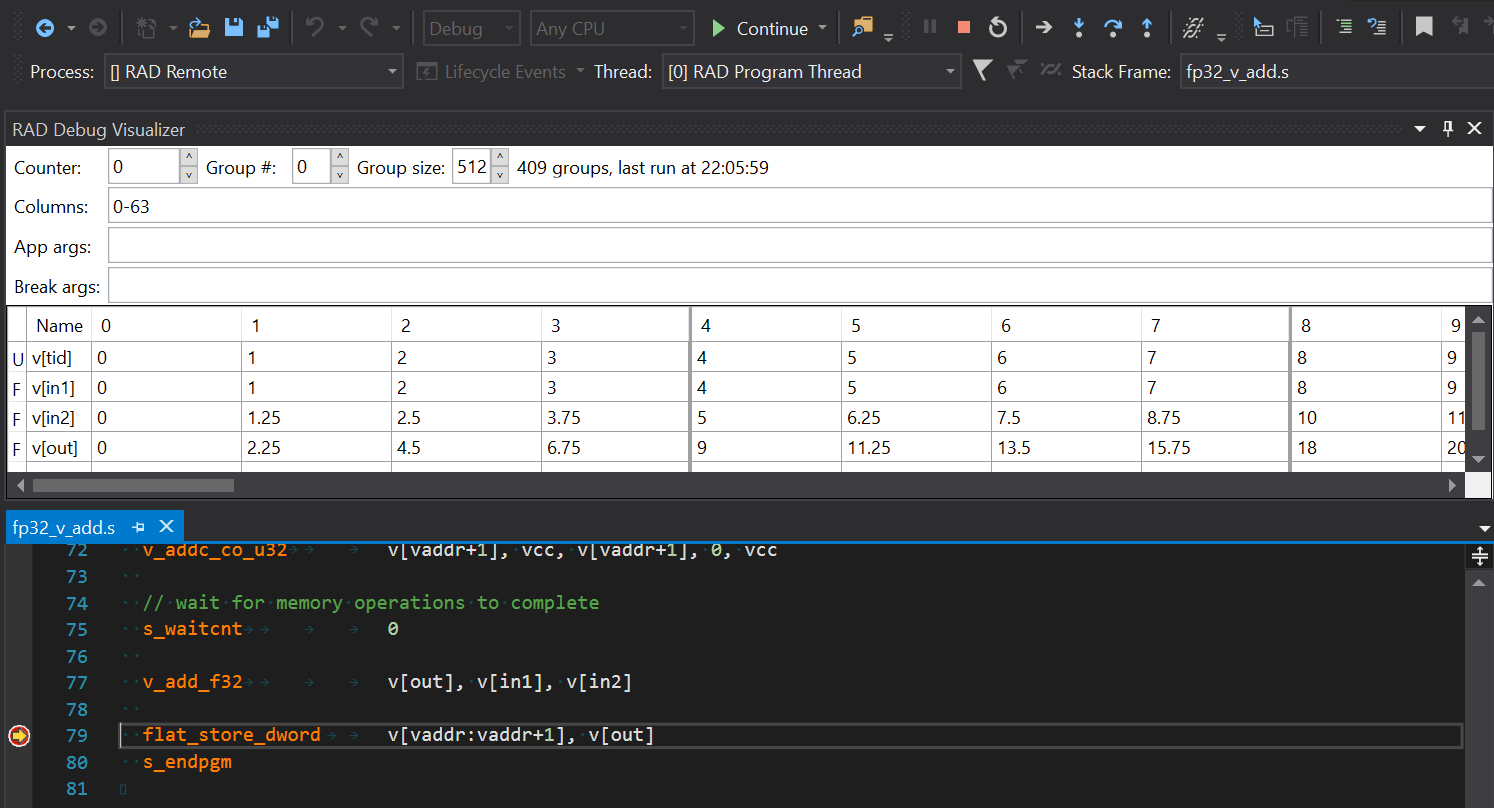 Debug Any CPU Continue
Process: [] RAD Remote Lifecycle Events Thread: [0] RAD Program Thread Stack Frame: fp32_v_add.s
RAD Debug Visualizer
Counter: 0 Group #: 0 Group size: 512 409 groups, last run at 22:05:59
Columns: 0-63
App args:
Break args:
Name 0 1 2 3 4 5 6 7 8 9
U v[tid] 0 1 2 3 4 5 6 7 8 9
F v[in1] 0 1 2 3 4 5 6 7 8 9
F v[in2] 0 1.25 2.5 3.75 5 6.25 7.5 8.75 10 11
F v[out] 0 2.25 4.5 6.75 9 11.25 13.5 15.75 18 20
fp32_v_add.s
72 v_addc_co_u32 v[vaddr+1], vcc, v[vaddr+1], 0, vcc
73
74 // wait for memory operations to complete
75 s_waitcnt 0
76
77 v_add_f32 v[out], v[in1], v[in2]
78
79 flat_store_dword v[vaddr:vaddr+1], v[out]
80 s_endpgm
81